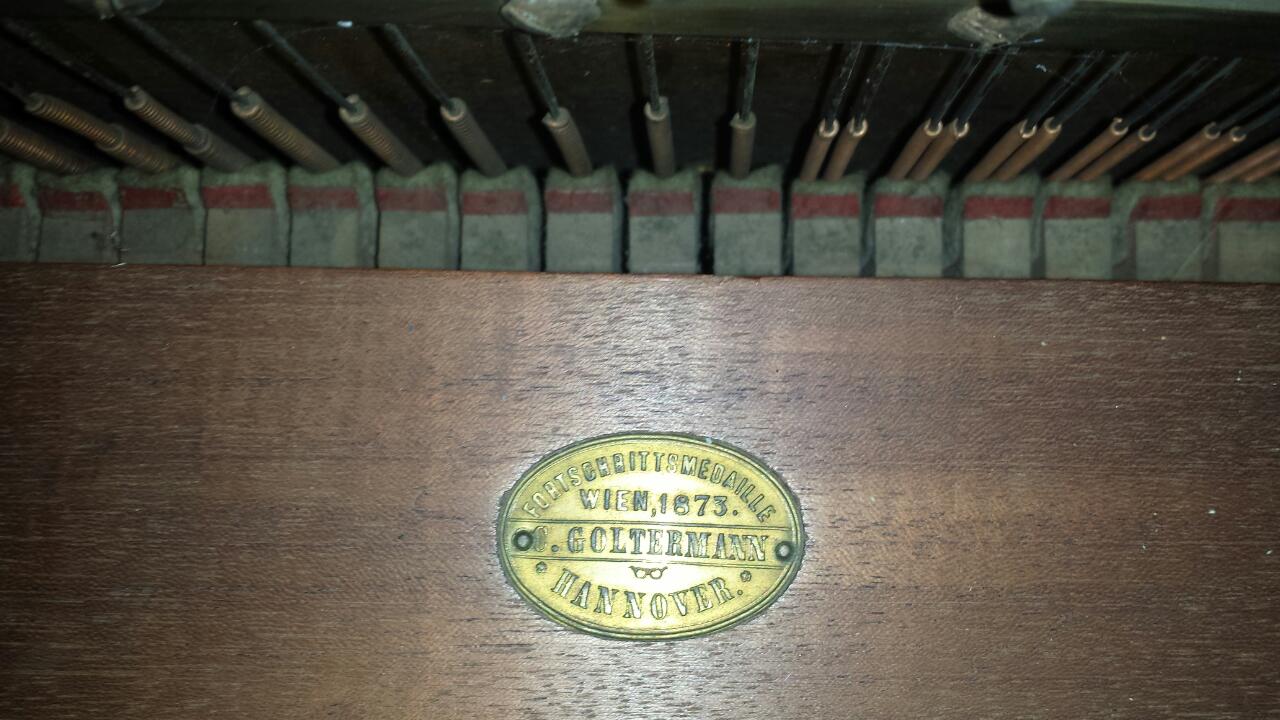 FORTSCHRITTSMEDAILLE
WIEN, 1873.
C. GOLTERMANN
HANNOVER.